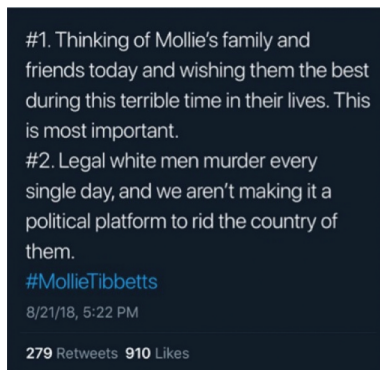 #1. Thinking of Mollie's family and
friends today and wishing them the best
during this terrible time in their lives. This
is most important.
#2. Legal white men murder every
single day, and we aren't making it a
political platform to rid the country of
them.
#MollieTibbetts
8/21/18, 5:22 PM
279 Retweets 910 Likes